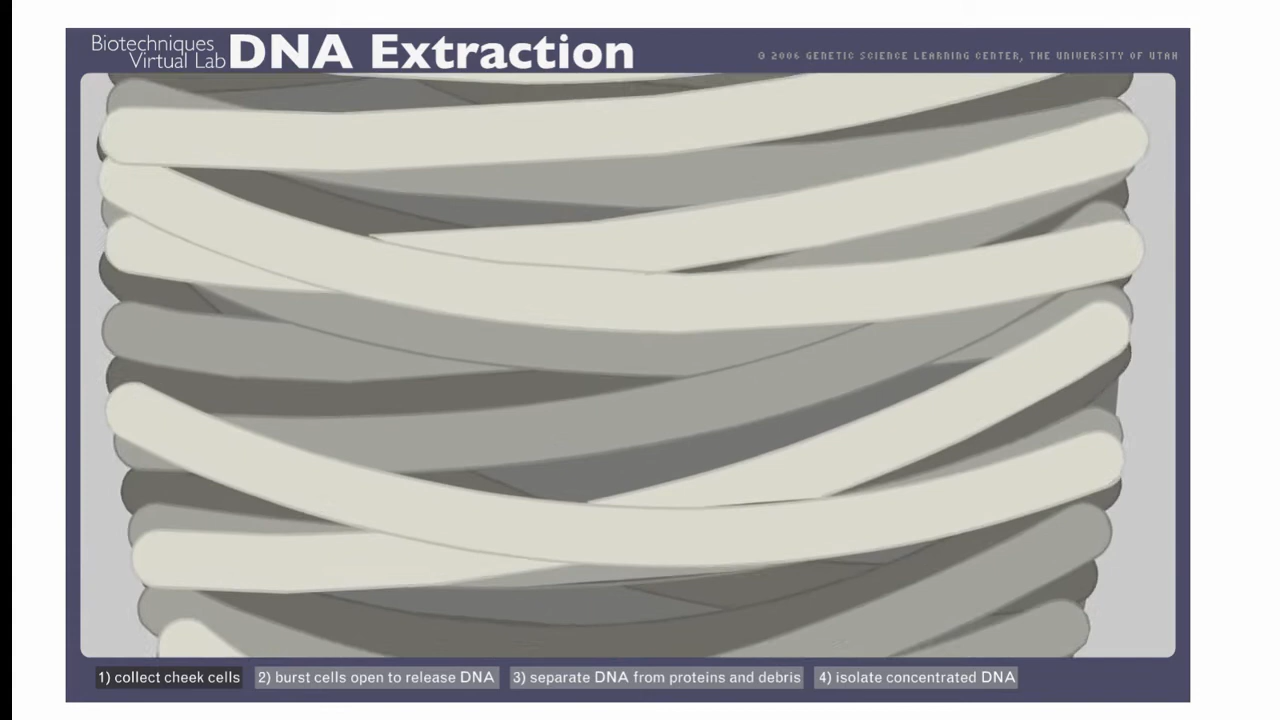 Biotechniques
Virtual Lab DNA Extraction
© 2006 GENETIC SCIENCE LEARNING CENTER, THE UNIVERSITY OF UTAH
1) collect cheek cells
2) burst cells open to release DNA
3) separate DNA from proteins and debris
4) isolate concentrated DNA